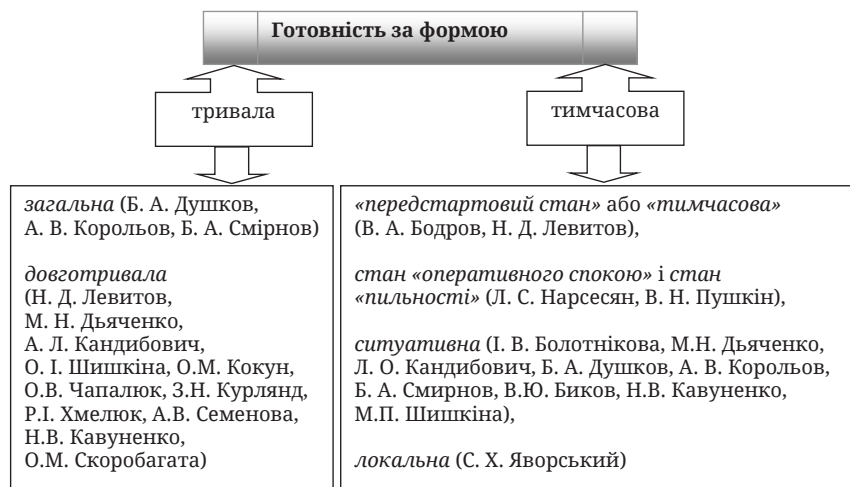 Готовність за формою
тривала
тимчасова
загальна (Б. А. Душков,
А. В. Корольов, Б. А. Смірнов)
довготривала
(Н. Д. Левитов,
М. Н. Дьяченко,
А. Л. Кандибович,
О. І. Шишкіна, О.М. Кокун,
О.В. Чапалюк, З.Н. Курлянд,
Р.І. Хмелюк, А.В. Семенова,
Н.В. Кавуненко,
О.М. Скоробагата)
«передстартовий стан» або «тимчасова»
(В. А. Бодров, Н. Д. Левитов),
стан «оперативного спокою» і стан
«пильності» (Л. С. Нарсесян, В. Н. Пушкін),
ситуативна (І. В. Болотнікова, М.Н. Дьяченко,
Л. О. Кандибович, Б. А. Душков, А. В. Корольов,
Б. А. Смирнов, В.Ю. Биков, Н.В. Кавуненко,
М.П. Шишкіна),
локальна (С. Х. Яворський)